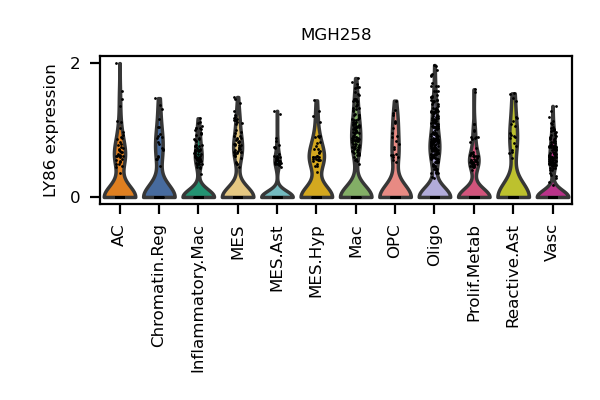 MGH258
LY86 expression
2
0
AC
Chromatin.Reg
Inflammatory.Mac
MES
MES.Ast
MES.Hyp
Mac
OPC
Oligo
Prolif.Metab
Reactive.Ast
Vasc